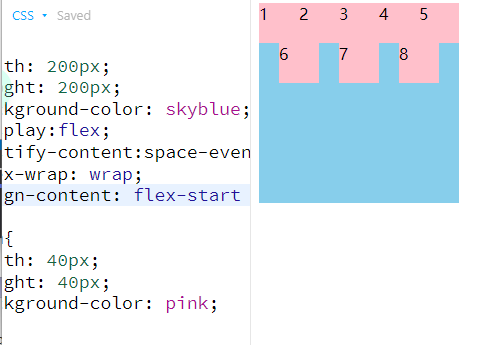 CSS Saved
th: 200px;
ght: 200px;
kground-color: skyblue;
play:flex;
tify-content:space-even
x-wrap: wrap;
gn-content: flex-start
{
th: 40px;
ght: 40px;
kground-color: pink;
1 2 3 4 5
6 7 8